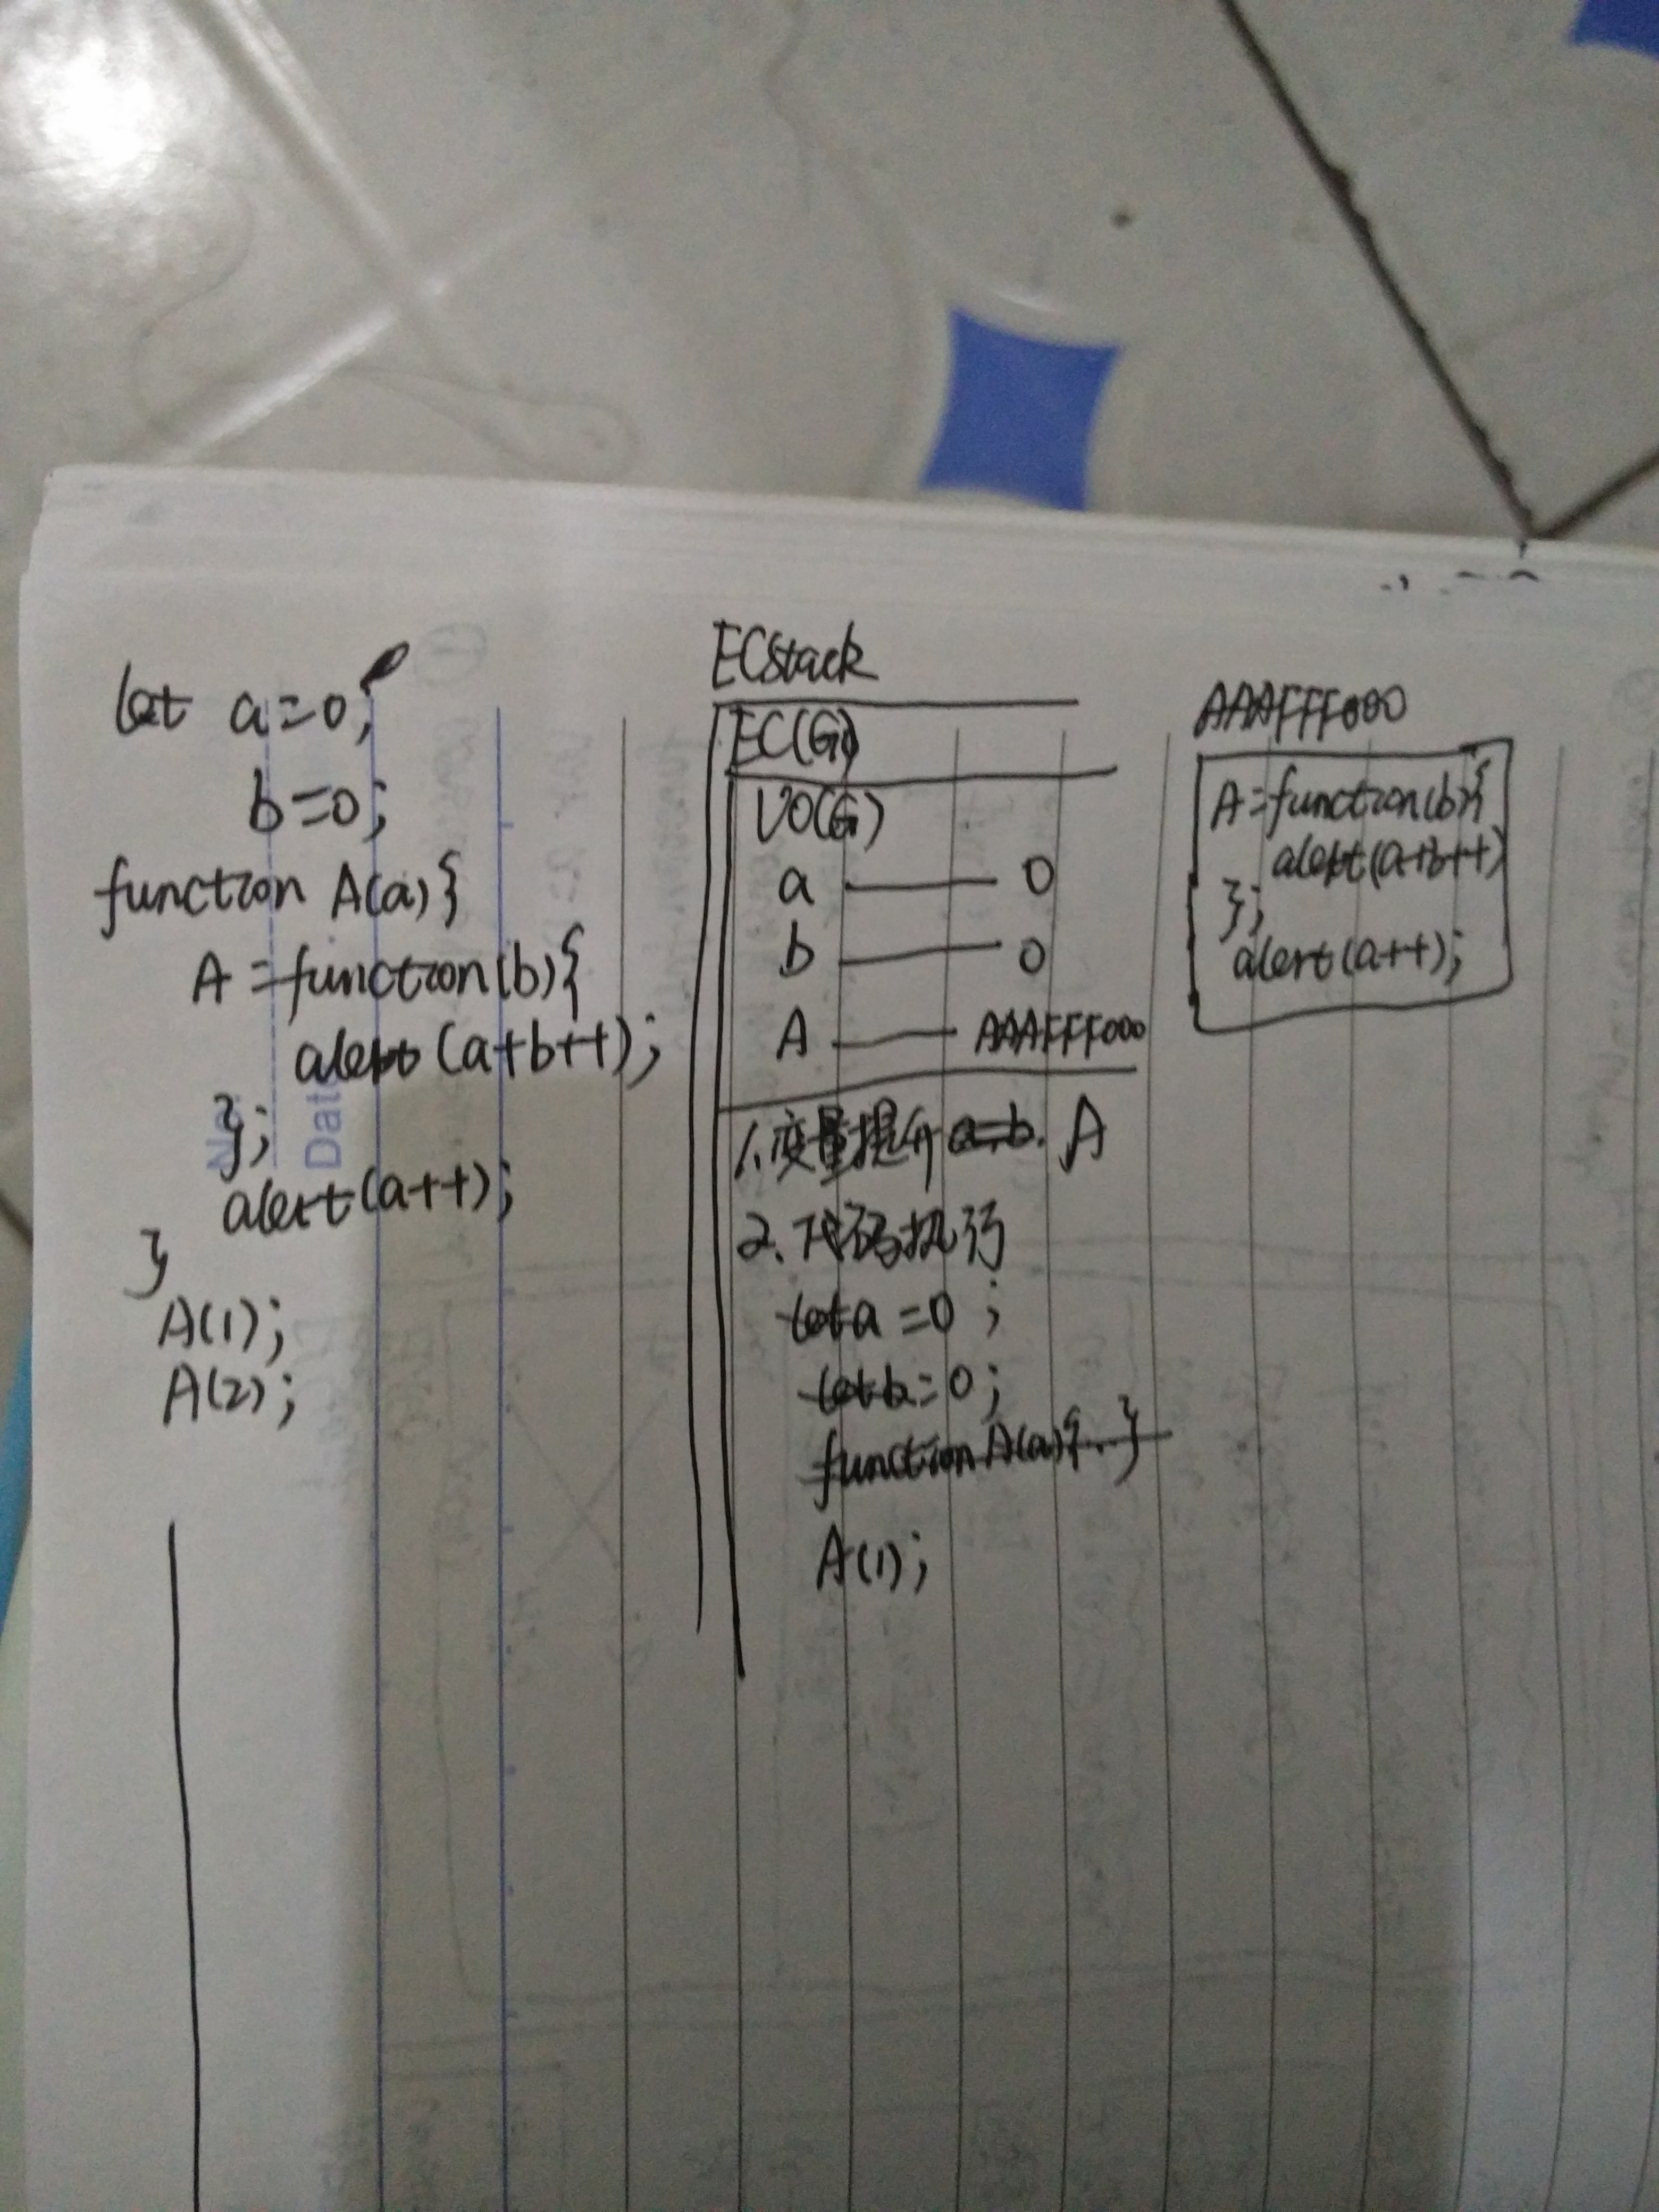 let a=0;
b=0;
function A(a){
A=function(b){
alert(a+b++);
};
alert(a++);
}
A(1);
A(2);
ECStack
EC(G)
VO(G)
a 0
b 0
A AAAFFF000
1.变量提升 a b. A
2.代码执行
let a=0;
let b=0;
function A(a){..}
A(1);
AAAFFF000
A=function(b){
alert(a+b++)
};
alert(a++);
No.
Date